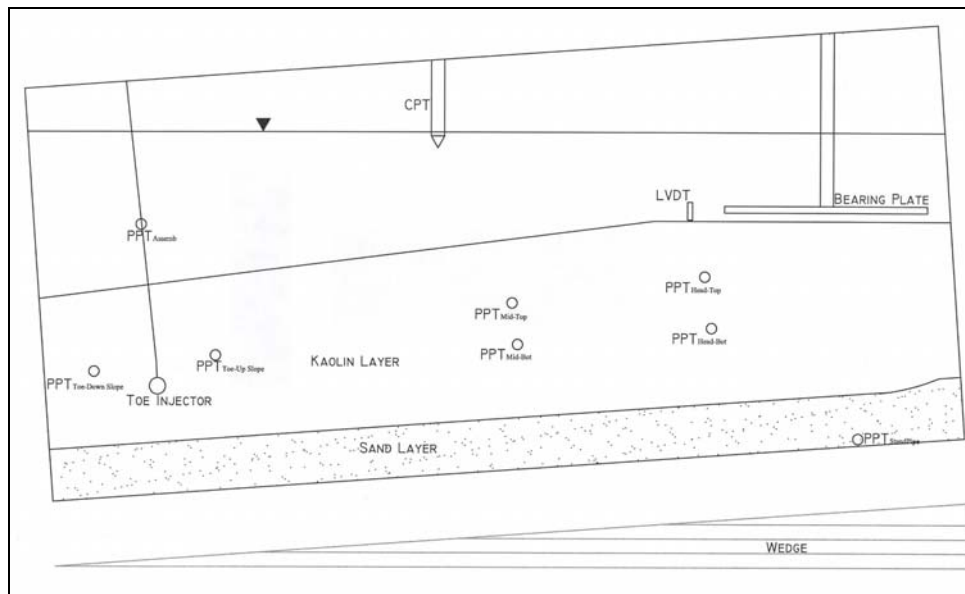 CPT
LVDT
BEARING PLATE
PPT Assemb
PPT Head-Top
PPT Mid-Top
PPT Head-Bot
PPT Mid-Bot
PPT Toe-Up Slope
KAOLIN LAYER
PPT Toe-Down Slope
TOE INJECTOR
SAND LAYER
PPT
WEDGE